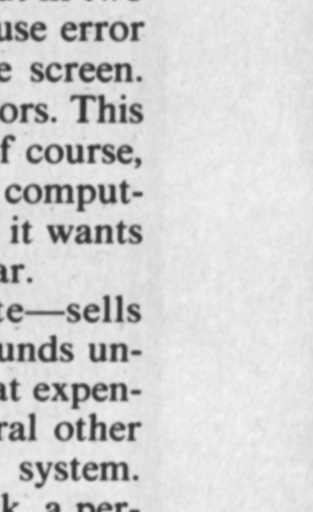 use error
e screen.
ors. This
f course,
comput-
it wants
ar.
te—sells
unds un-
at expen-
ral other
system.
k, a per-